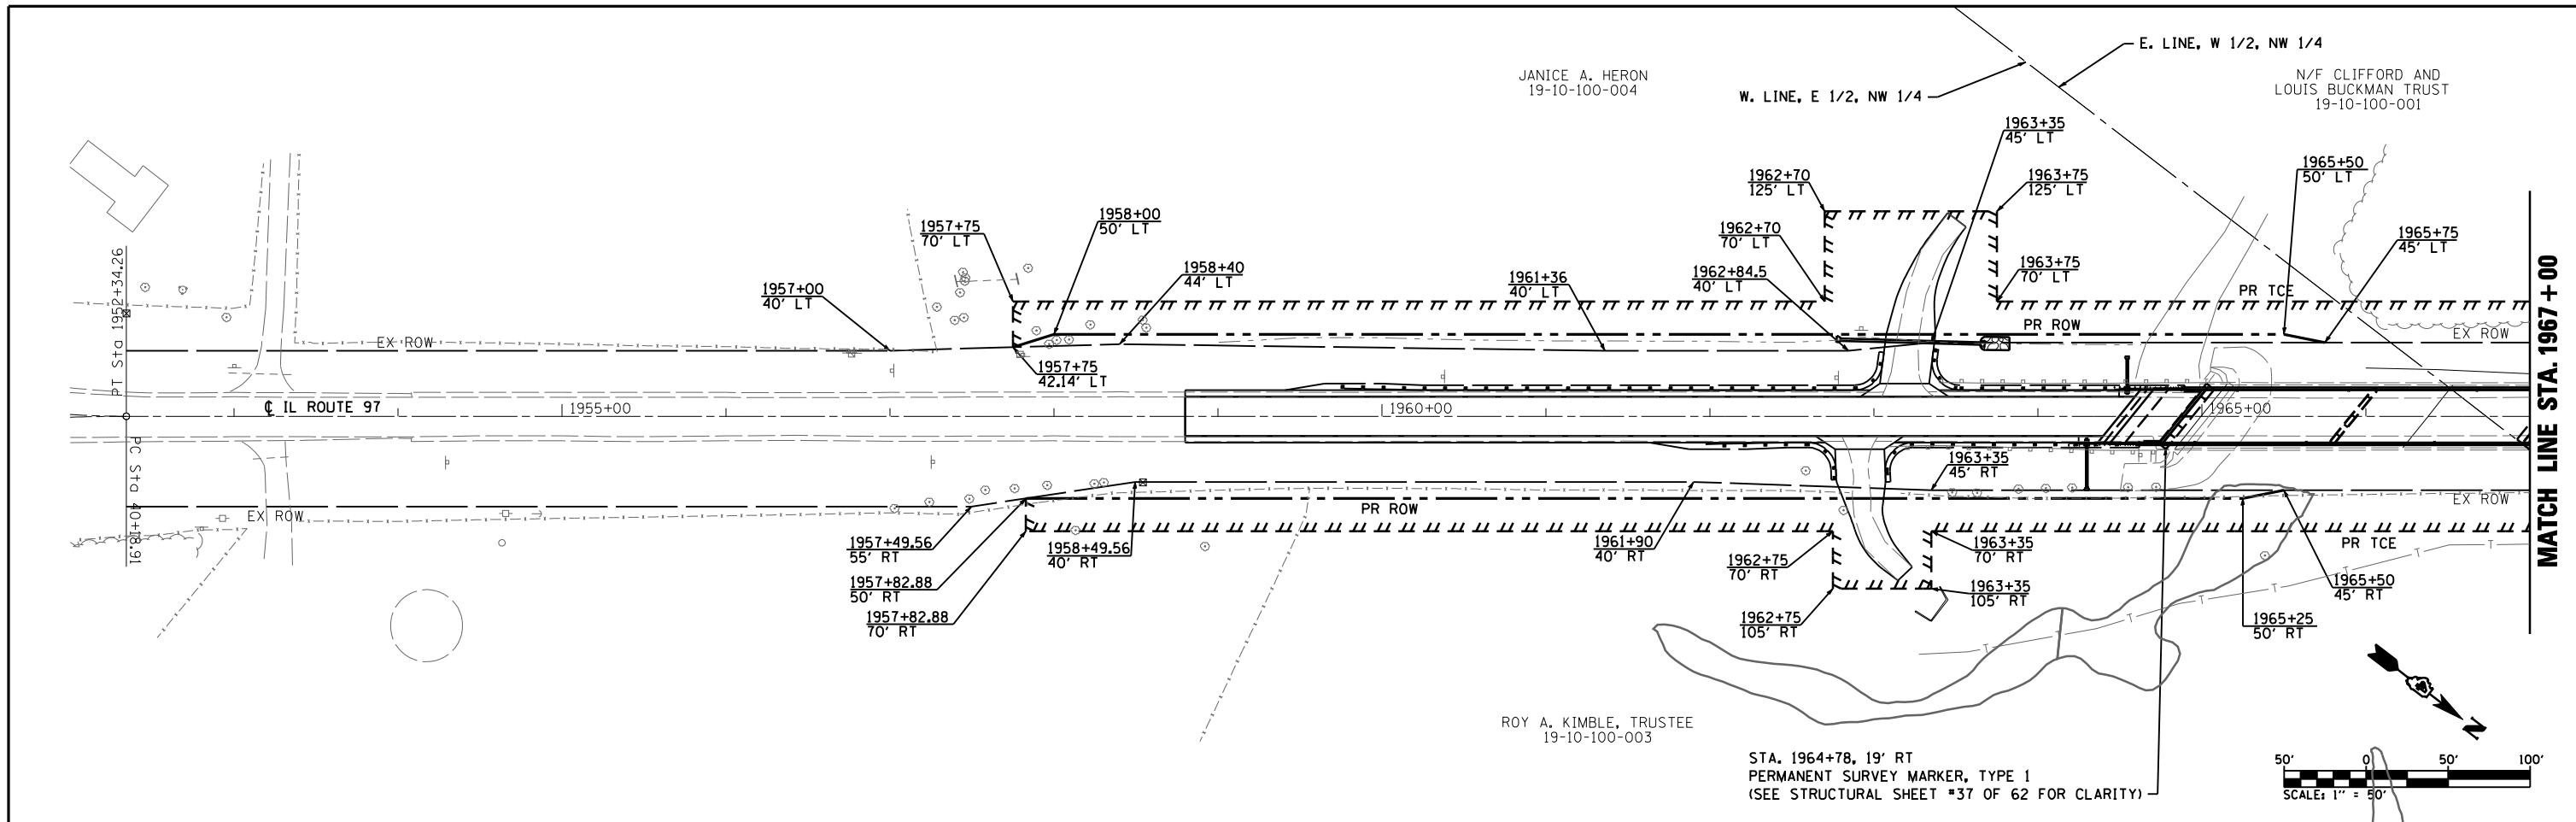 E. LINE, W 1/2, NW 1/4
JANICE A. HERON
19-10-100-004
N/F CLIFFORD AND
LOUIS BUCKMAN TRUST
19-10-100-001
W. LINE, E 1/2, NW 1/4
1963+35
45' LT
1965+50
50' LT
1962+70
125' LT
1963+75
125' LT
1958+00
50' LT
1957+75
70' LT
1962+70
70' LT
1965+75
45' LT
1958+40
44' LT
1962+84.5
40' LT
1963+75
70' LT
1961+36
40' LT
1957+00
40' LT
PR TCE
PR ROW
EX ROW
EX ROW
PT Sta 1952+34.26
1957+75
42.14' LT
℄ IL ROUTE 97
1955+00
1960+00
1965+00
MATCH LINE STA. 1967+00
PC Sta 40+18.91
1963+35
45' RT
EX ROW
EX ROW
PR ROW
PR TCE
1957+49.56
55' RT
1958+49.56
40' RT
1961+90
40' RT
1962+75
70' RT
1963+35
70' RT
1957+82.88
50' RT
1963+35
105' RT
1965+50
45' RT
1957+82.88
70' RT
1962+75
105' RT
1965+25
50' RT
T
T
T
T
T
T
ROY A. KIMBLE, TRUSTEE
19-10-100-003
N
STA. 1964+78, 19' RT
PERMANENT SURVEY MARKER, TYPE 1
(SEE STRUCTURAL SHEET #37 OF 62 FOR CLARITY)
50' 0 50' 100'
SCALE: 1" = 50'